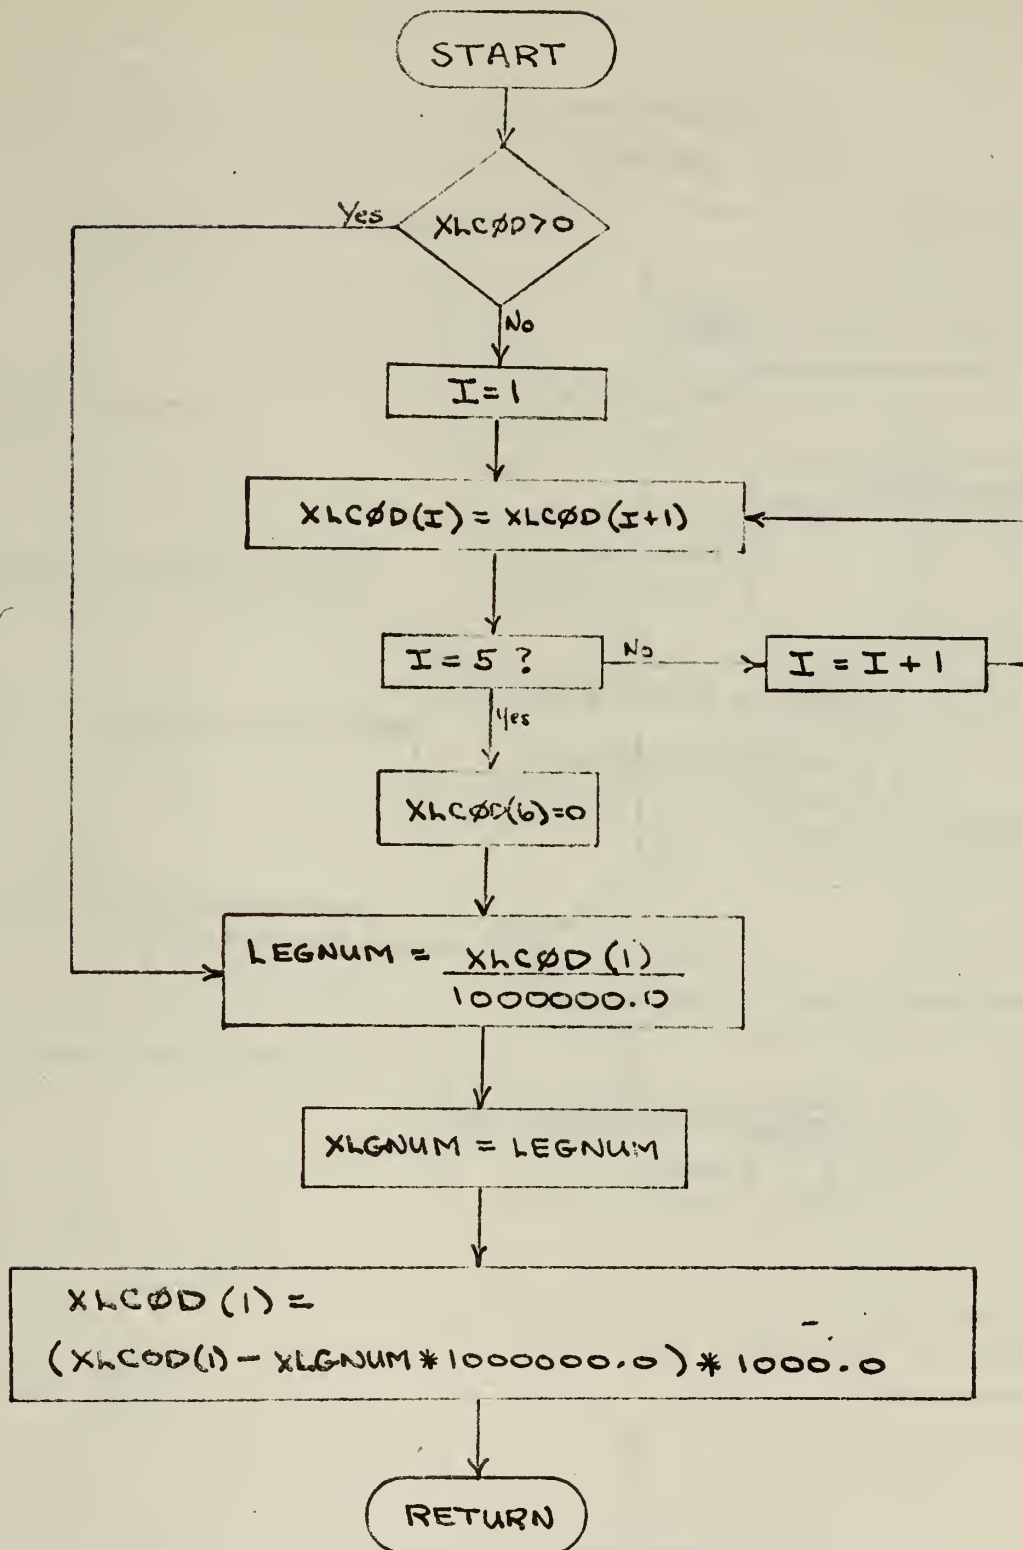 START
Yes
XLCØD>0
No
I=1
XLCØD(I) = XLCØD(I+1)
I = 5 ?
No
I = I + 1
Yes
XLCØD(6)=0
LEGNUM = XLCØD(1)
1000000.0
XLGNUM = LEGNUM
XLCØD(1) =
(XLCOD(1) - XLGNUM * 1000000.0) * 1000.0
RETURN